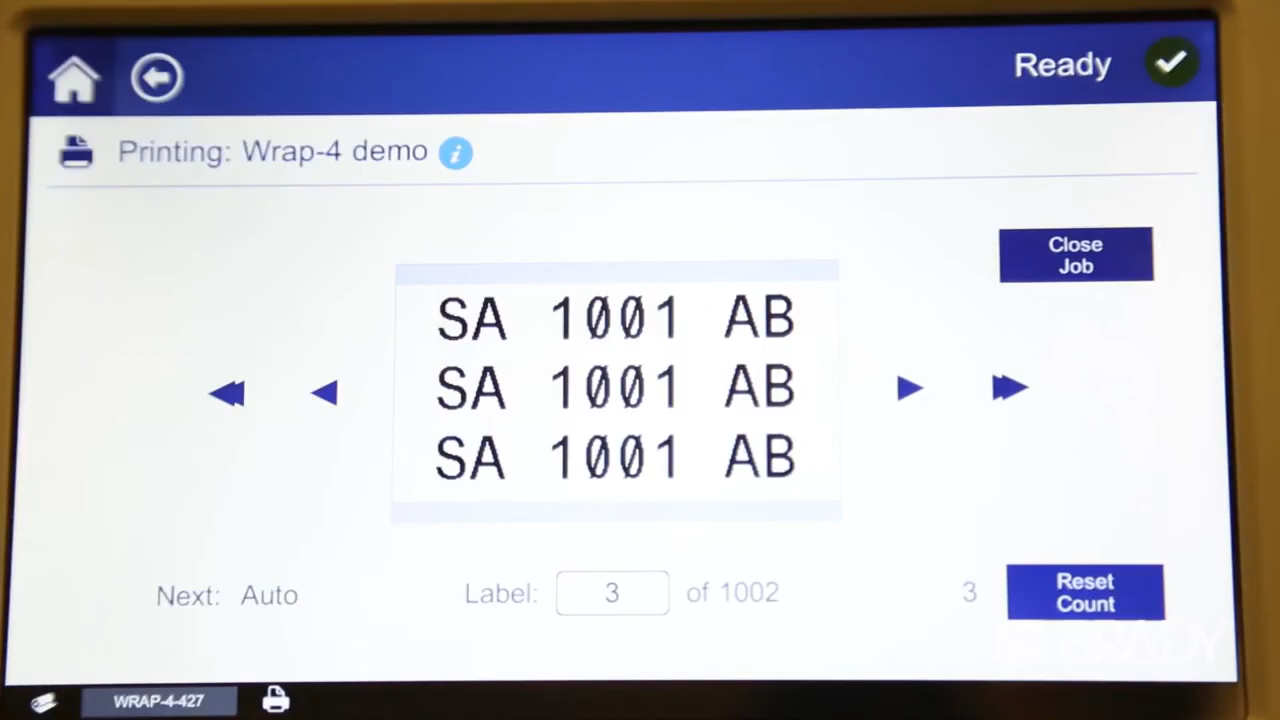 Ready
Printing: Wrap-4 demo
Close
Job
SA 1001 AB
SA 1001 AB
SA 1001 AB
Next: Auto
Label: 3 of 1002
3
Reset
Count
BRADY
WRAP-4-427